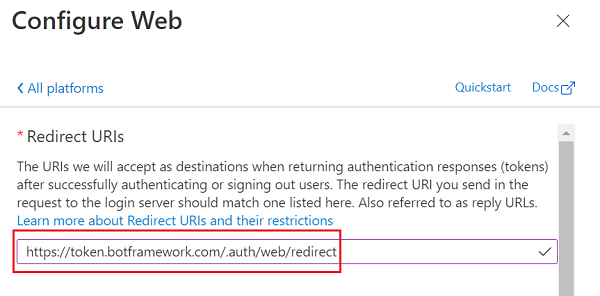 Configure Web
All platforms
Quickstart
Docs
* Redirect URIs
The URIs we will accept as destinations when returning authentication responses (tokens)
after successfully authenticating or signing out users. The redirect URI you send in the
request to the login server should match one listed here. Also referred to as reply URLs.
Learn more about Redirect URIs and their restrictions
https://token.botframework.com/.auth/web/redirect